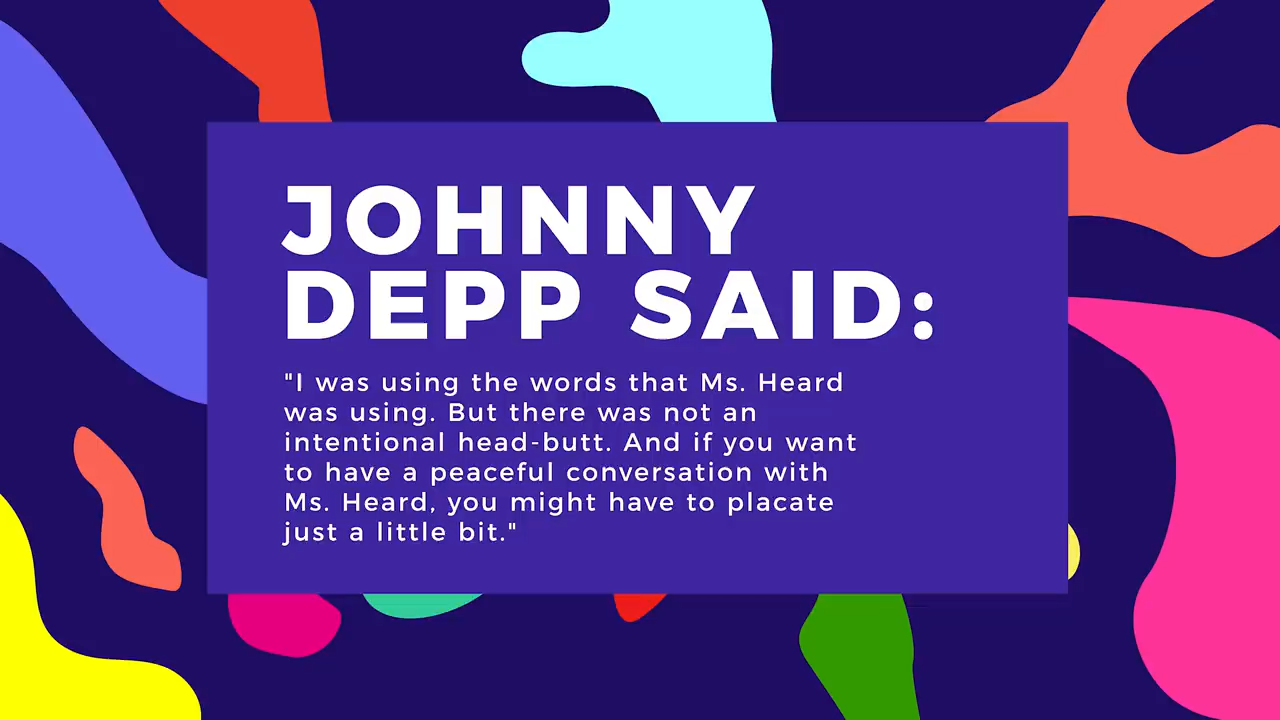 JOHNNY
DEPP SAID:
"I was using the words that Ms. Heard
was using. But there was not an
intentional head-butt. And if you want
to have a peaceful conversation with
Ms. Heard, you might have to placate
just a little bit."